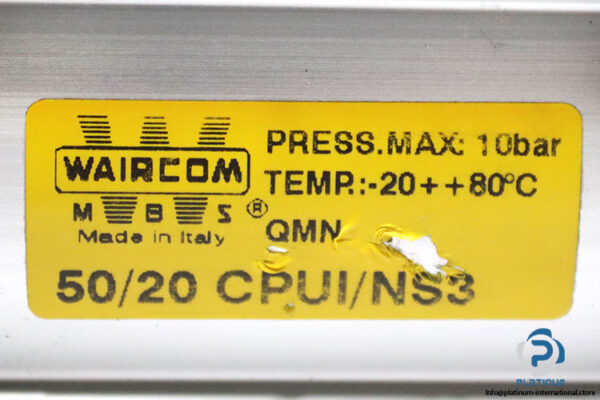 WAIRCOM
M B S ®
Made in Italy
PRESS.MAX: 10bar
TEMP.:-20++80°C
QMN
50/20 CPUI/NS3
PLATINUM
info@platinum-international.store